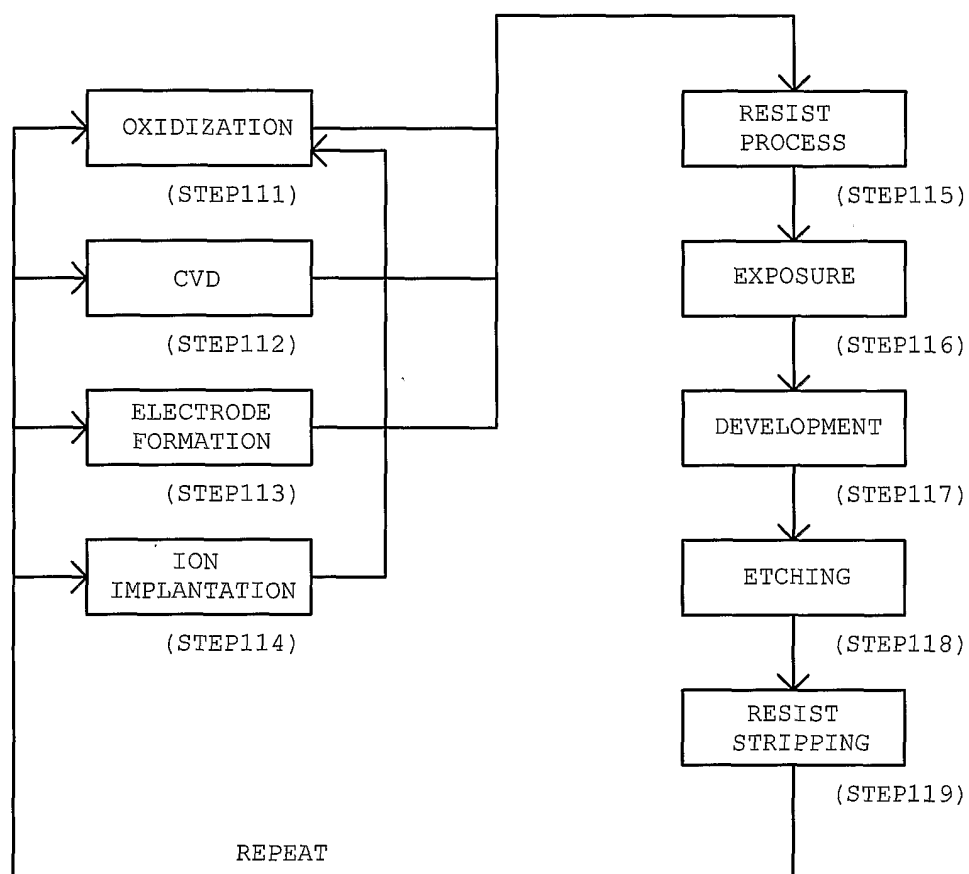 OXIDIZATION
(STEP111)
CVD
(STEP112)
ELECTRODE
FORMATION
(STEP113)
ION
IMPLANTATION
(STEP114)
RESIST
PROCESS
(STEP115)
EXPOSURE
(STEP116)
DEVELOPMENT
(STEP117)
ETCHING
(STEP118)
RESIST
STRIPPING
(STEP119)
REPEAT